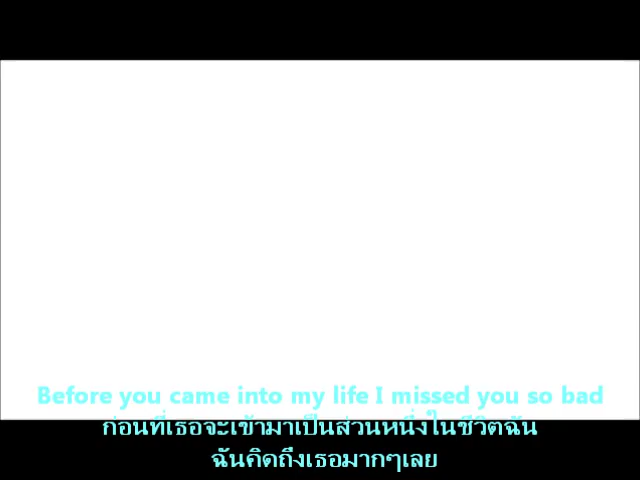 Before you came into my life I missed you so bad
ก่อนที่เธอจะเข้ามาเป็นส่วนหนึ่งในชีวิตฉัน
ฉันคิดถึงเธอมากๆเลย